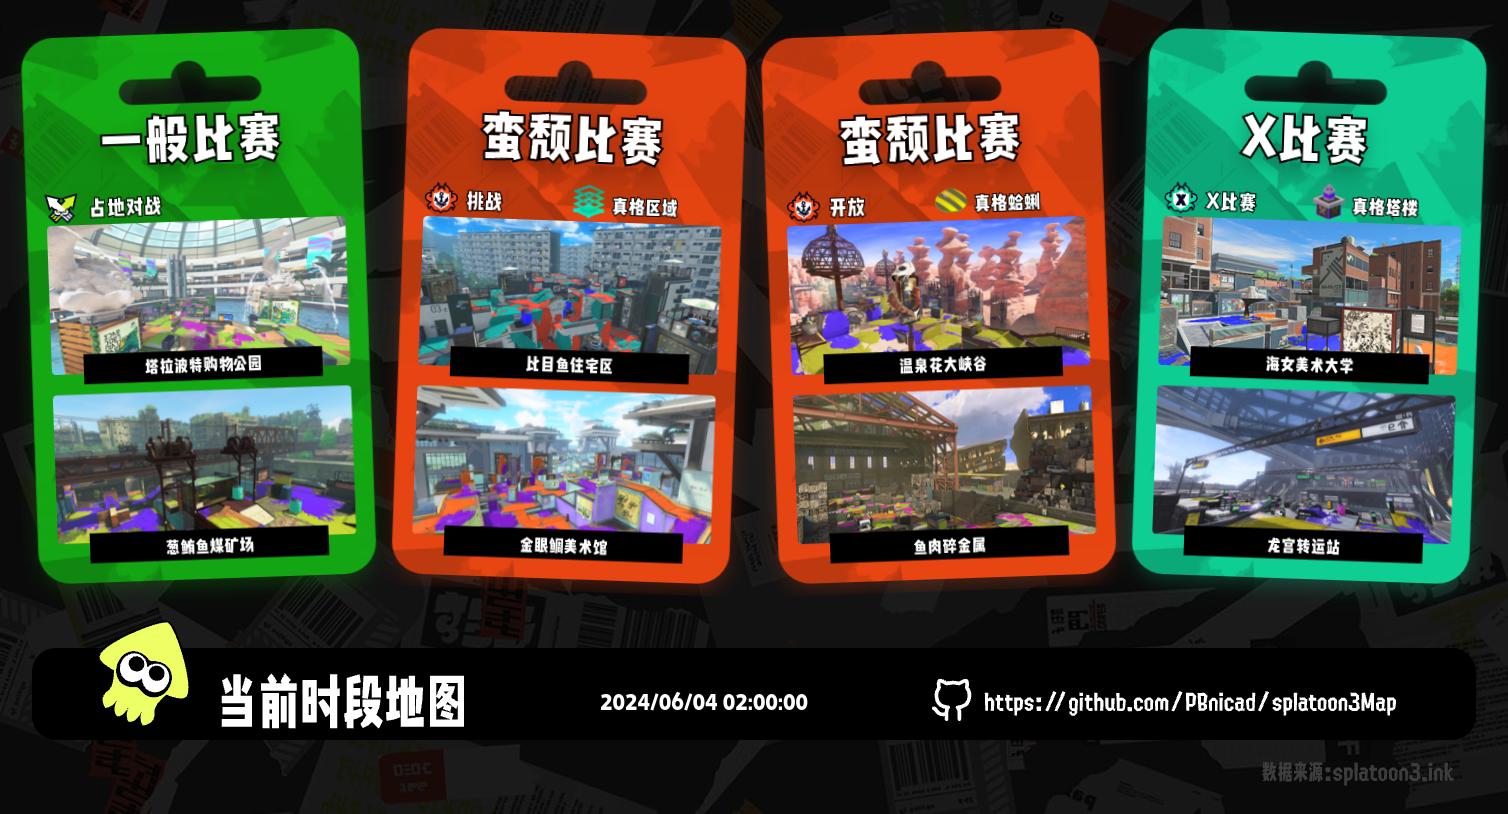 一般比赛
占地对战
塔拉波特购物公园
葱鲔鱼煤矿场
蛮颓比赛
挑战
真格区域
比目鱼住宅区
金眼鲷美术馆
蛮颓比赛
开放
真格蛤蜊
温泉花大峡谷
鱼肉碎金属
X比赛
X比赛
真格塔楼
海女美术大学
龙宫转运站
当前时段地图
2024/06/04 02:00:00
https://github.com/PBnicad/splatoon3Map
数据来源:splatoon3.ink